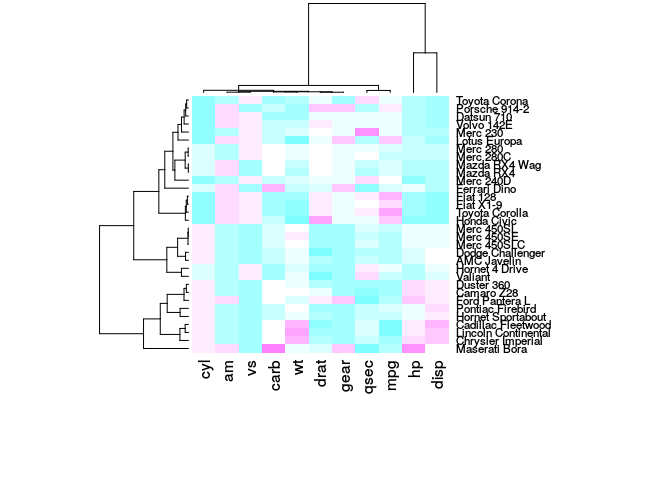 Toyota Corona
Porsche 914-2
Datsun 710
Volvo 142E
Merc 230
Lotus Europa
Merc 280
Merc 280C
Mazda RX4 Wag
Mazda RX4
Merc 240D
Ferrari Dino
Fiat 128
Fiat X1-9
Toyota Corolla
Honda Civic
Merc 450SL
Merc 450SE
Merc 450SLC
Dodge Challenger
AMC Javelin
Hornet 4 Drive
Valiant
Duster 360
Camaro Z28
Ford Pantera L
Pontiac Firebird
Hornet Sportabout
Cadillac Fleetwood
Lincoln Continental
Chrysler Imperial
Maserati Bora
cyl
am
vs
carb
wt
drat
gear
qsec
mpg
hp
disp